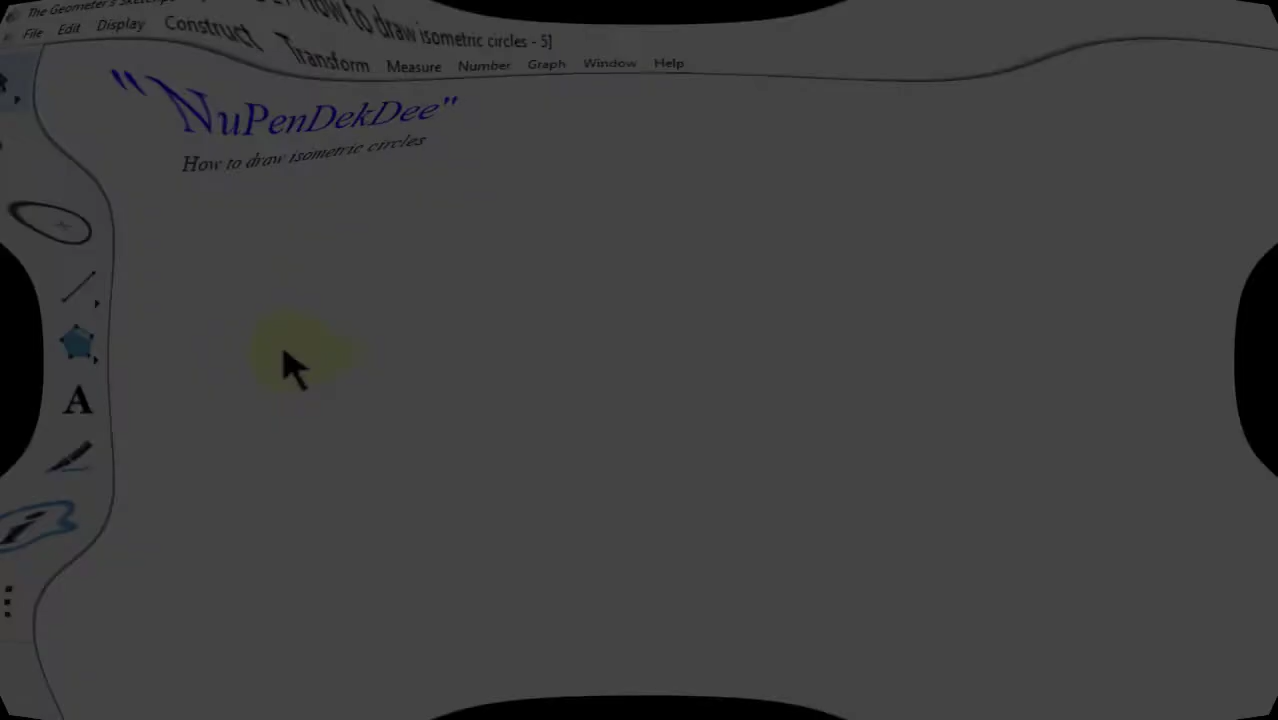 The Geometer's
How to draw isometric circles - 5]
File Edit Display Construct Transform Measure Number Graph Window Help
"NuPenDekDee"
How to draw isometric circles
A
i